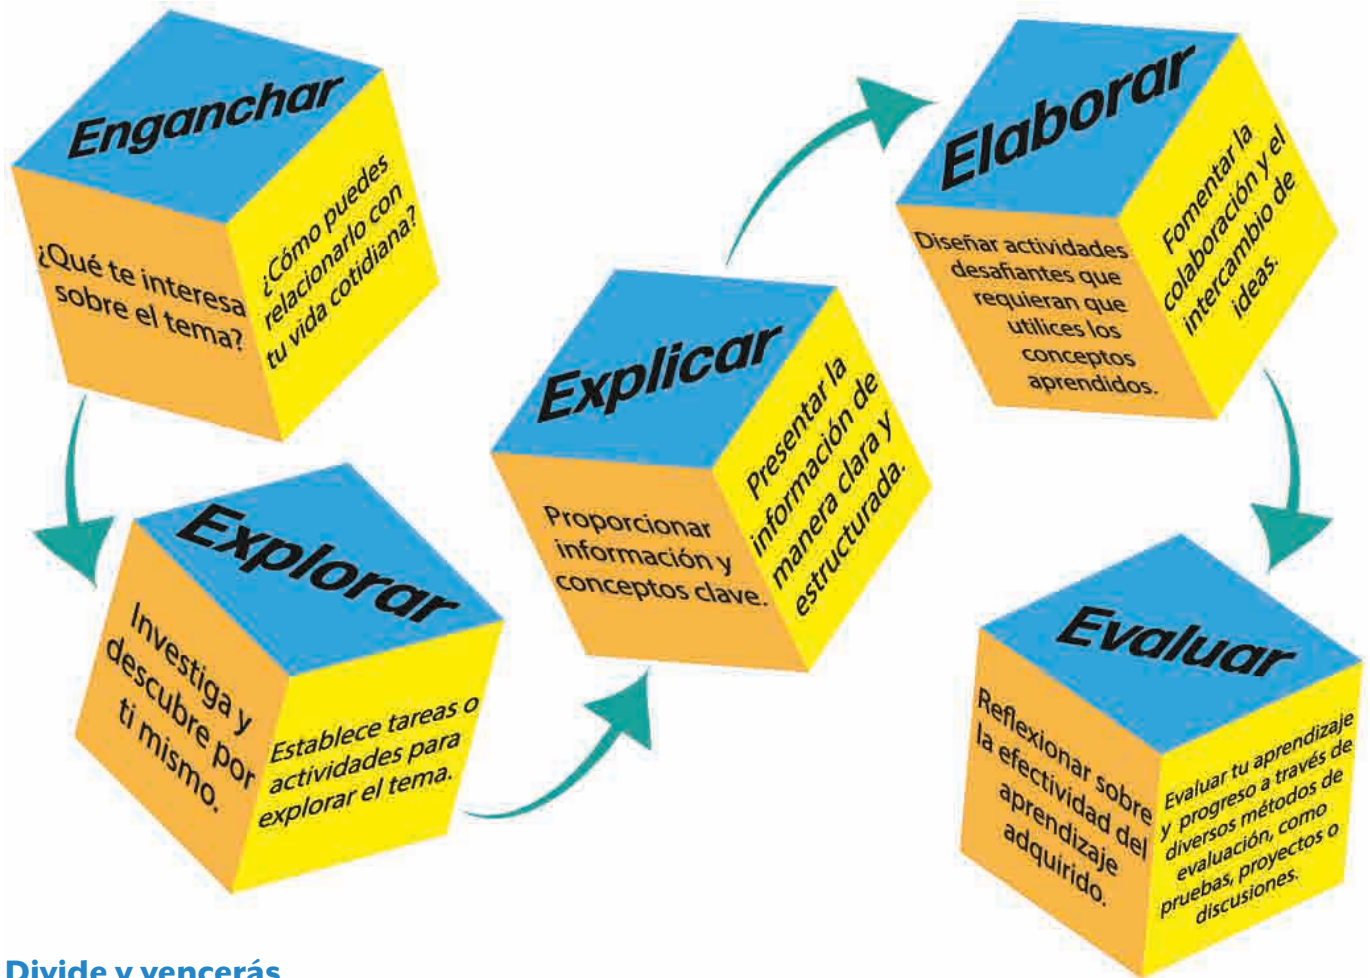 Enganchar
¿Qué te interesa
sobre el tema?
¿Cómo puedes
relacionarlo con
tu vida cotidiana?
Explorar
Investiga y
descubre por
ti mismo.
Establece tareas o
actividades para
explorar el tema.
Explicar
Proporcionar
información y
conceptos clave.
Presentar la
información de
manera clara y
estructurada.
Elaborar
Diseñar actividades
desafiantes que
requieran que
utilices los
conceptos
aprendidos.
Fomentar la
colaboración y el
intercambio de
ideas.
Evaluar
Reflexionar sobre
la efectividad del
aprendizaje
adquirido.
Evaluar tu aprendizaje
y progreso a través de
diversos métodos de
evaluación, como
pruebas, proyectos o
discusiones.
Divide y vencerás